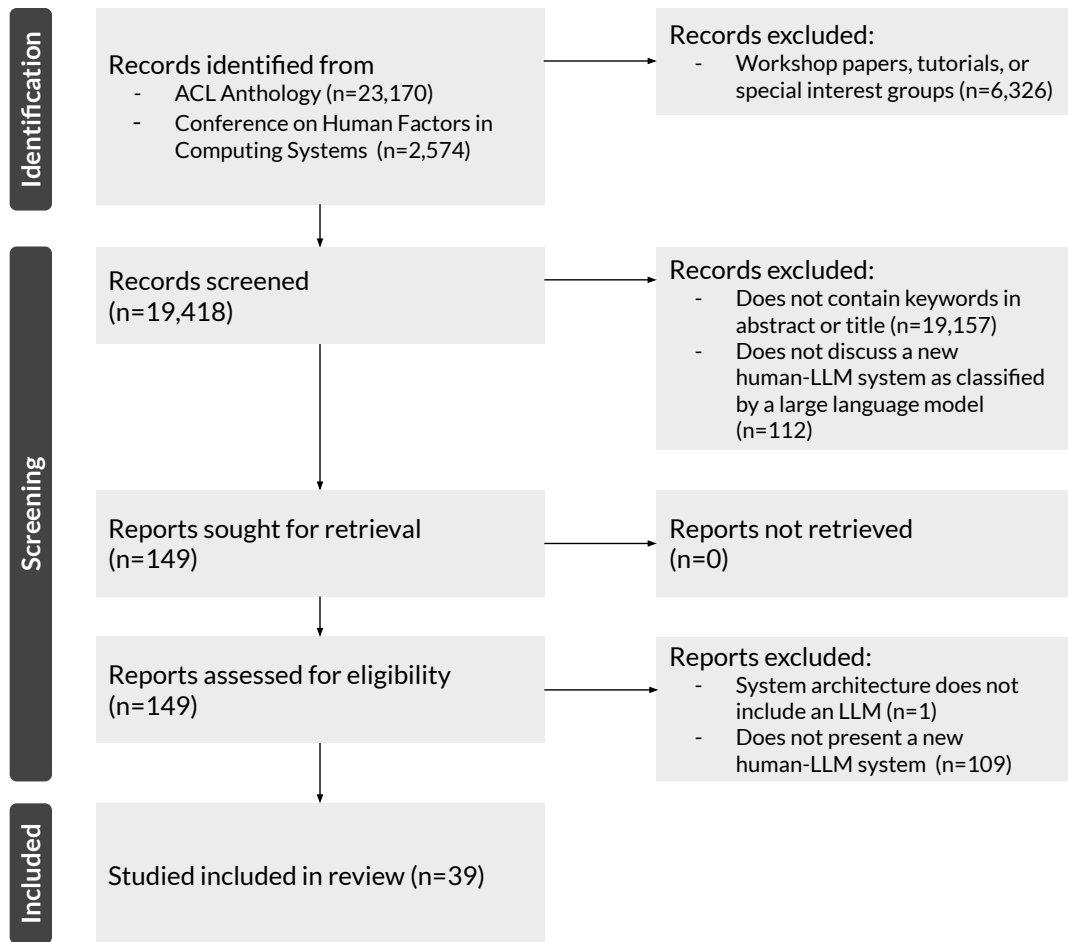 Identification
Records identified from
- ACL Anthology (n=23,170)
- Conference on Human Factors in
Computing Systems (n=2,574)
Records excluded:
- Workshop papers, tutorials, or
special interest groups (n=6,326)
Screening
Records screened
(n=19,418)
Records excluded:
- Does not contain keywords in
abstract or title (n=19,157)
- Does not discuss a new
human-LLM system as classified
by a large language model
(n=112)
Reports sought for retrieval
(n=149)
Reports not retrieved
(n=0)
Reports assessed for eligibility
(n=149)
Reports excluded:
- System architecture does not
include an LLM (n=1)
- Does not present a new
human-LLM system (n=109)
Included
Studied included in review (n=39)